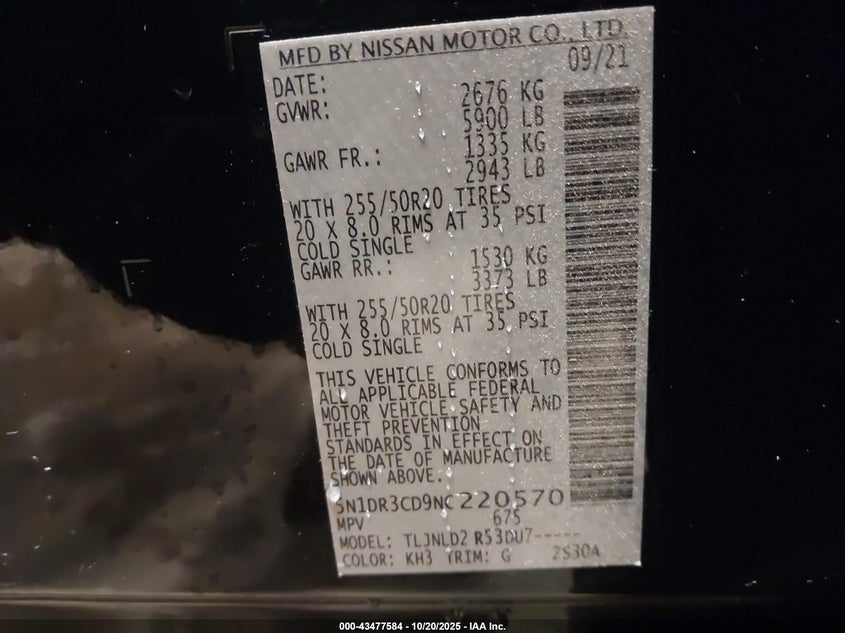 MFD BY NISSAN MOTOR CO., LTD.
DATE: 09/21
GVWR: 2676 KG
5900 LB
GAWR FR.: 1335 KG
2943 LB
WITH 255/50R20 TIRES
20 X 8.0 RIMS AT 35 PSI
COLD SINGLE
GAWR RR.: 1530 KG
3373 LB
WITH 255/50R20 TIRES
20 X 8.0 RIMS AT 35 PSI
COLD SINGLE
THIS VEHICLE CONFORMS TO
ALL APPLICABLE FEDERAL
MOTOR VEHICLE SAFETY AND
THEFT PREVENTION
STANDARDS IN EFFECT ON
THE DATE OF MANUFACTURE
SHOWN ABOVE.
5N1DR3CD9NC220570
MPV 675
MODEL: TLJNLD2 R53DU7-----
COLOR: KH3 TRIM: G ZS30A
000-43477584 - 10/20/2025 - IAA Inc.